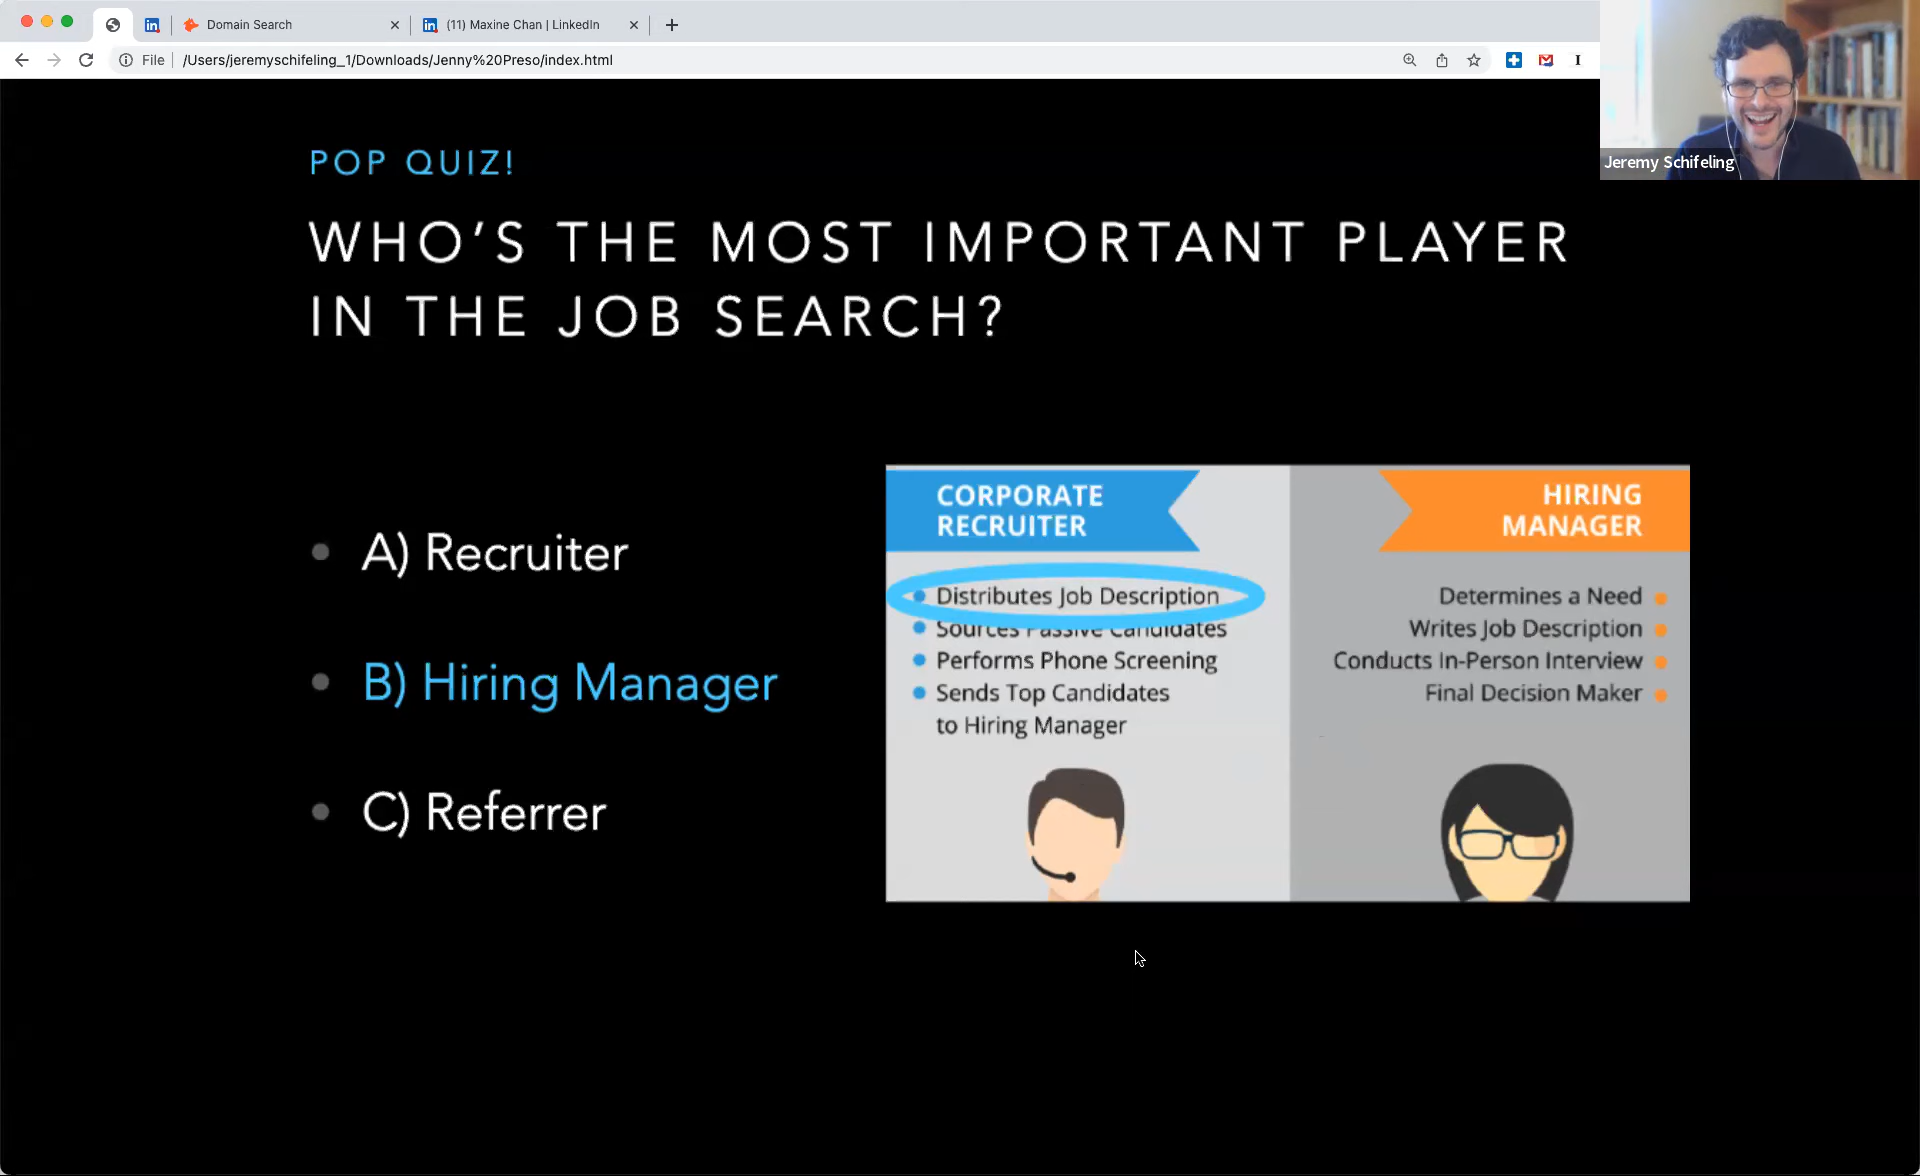 Domain Search
(11) Maxine Chan | LinkedIn
File /Users/jeremyschifeling_1/Downloads/Jenny%20Preso/index.html
Jeremy Schifeling
POP QUIZ!
WHO'S THE MOST IMPORTANT PLAYER
IN THE JOB SEARCH?
A) Recruiter
B) Hiring Manager
C) Referrer
CORPORATE
RECRUITER
Distributes Job Description
Sources Passive Candidates
Performs Phone Screening
Sends Top Candidates
to Hiring Manager
HIRING
MANAGER
Determines a Need
Writes Job Description
Conducts In-Person Interview
Final Decision Maker